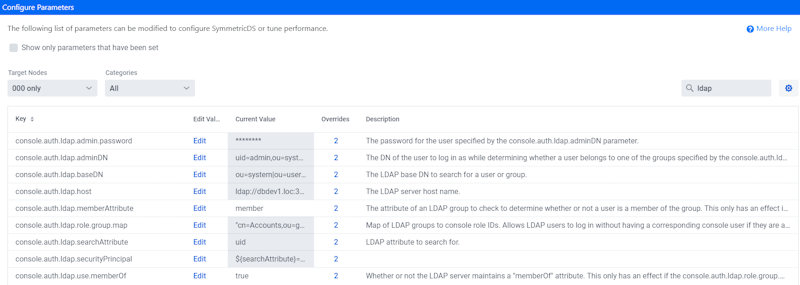 Configure Parameters
The following list of parameters can be modified to configure SymmetricDS or tune performance.
More Help
Show only parameters that have been set
Target Nodes Categories
000 only All ldap
Key Edit Val... Current Value Overrides Description
console.auth.ldap.admin.password Edit ******** 2 The password for the user specified by the console.auth.ldap.adminDN parameter.
console.auth.ldap.adminDN Edit uid=admin,ou=syst... 2 The DN of the user to log in as while determining whether a user belongs to one of the groups specified by the console.auth.ld...
console.auth.ldap.baseDN Edit ou=system|ou=user... 2 The LDAP base DN to search for a user or group.
console.auth.ldap.host Edit ldap://dbdev1.loc:3... 2 The LDAP server host name.
console.auth.ldap.memberAttribute Edit member 2 The attribute of an LDAP group to check to determine whether or not a user is a member of the group. This only has an effect i...
console.auth.ldap.role.group.map Edit "cn=Accounts,ou=g... 2 Map of LDAP groups to console role IDs. Allows LDAP users to log in without having a corresponding console user if they are a...
console.auth.ldap.searchAttribute Edit uid 2 LDAP attribute to search for.
console.auth.ldap.securityPrincipal Edit ${searchAttribute}=... 2
console.auth.ldap.use.memberOf Edit true 2 Whether or not the LDAP server maintains a "memberOf" attribute. This only has an effect if the console.auth.ldap.role.group....